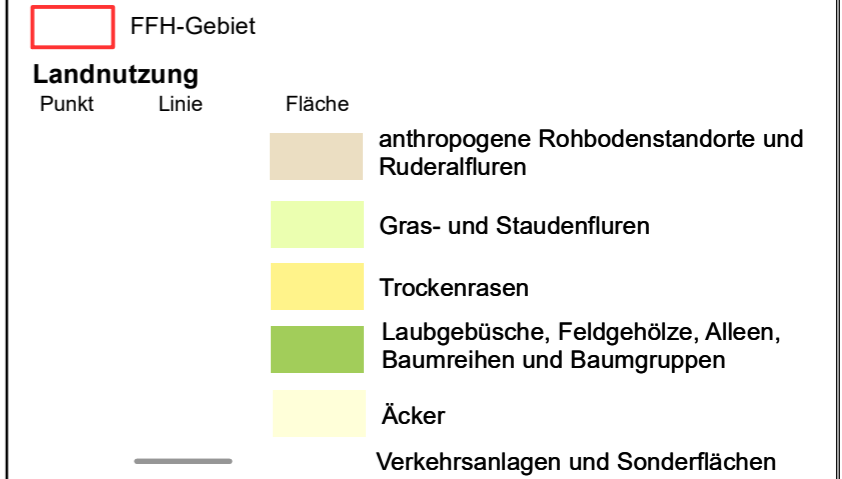 FFH-Gebiet
Landnutzung
Punkt Linie Fläche
anthropogene Rohbodenstandorte und
Ruderalfluren
Gras- und Staudenfluren
Trockenrasen
Laubgebüsche, Feldgehölze, Alleen,
Baumreihen und Baumgruppen
Äcker
Verkehrsanlagen und Sonderflächen